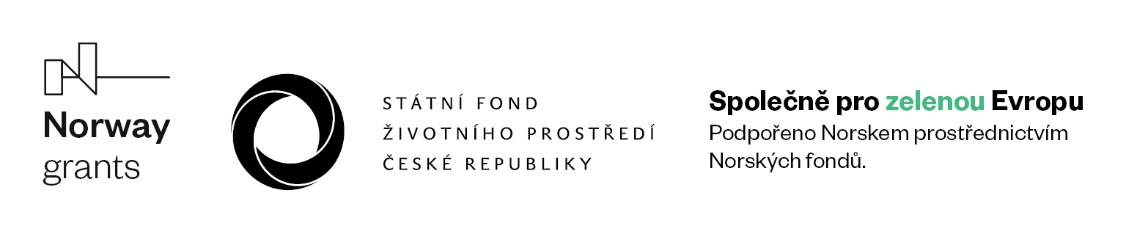 Norway
grants
STÁTNÍ FOND
ŽIVOTNÍHO PROSTŘEDÍ
ČESKÉ REPUBLIKY
Společně pro zelenou Evropu
Podpořeno Norskem prostřednictvím
Norských fondů.